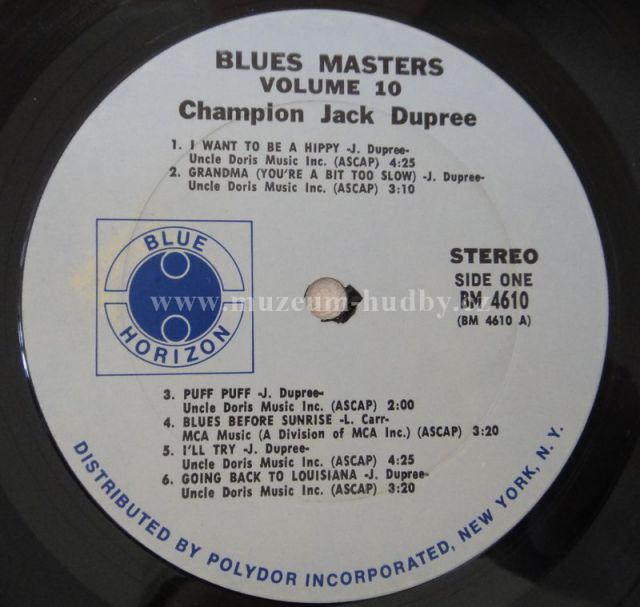 BLUES MASTERS
VOLUME 10
Champion Jack Dupree
1. I WANT TO BE A HIPPY -J. Dupree-
Uncle Doris Music Inc. (ASCAP) 4:25
2. GRANDMA (YOU'RE A BIT TOO SLOW) -J. Dupree-
Uncle Doris Music Inc. (ASCAP) 3:10
BLUE
HORIZON
STEREO
SIDE ONE
BM 4610
(BM 4610 A)
www.muzeum-hudby.cz
3. PUFF PUFF -J. Dupree-
Uncle Doris Music Inc. (ASCAP) 2:00
4. BLUES BEFORE SUNRISE -L. Carr-
MCA Music (A Division of MCA Inc.) (ASCAP) 3:20
5. I'LL TRY -J. Dupree-
Uncle Doris Music Inc. (ASCAP) 4:25
6. GOING BACK TO LOUISIANA -J. Dupree-
Uncle Doris Music Inc. (ASCAP) 3:20
DISTRIBUTED BY POLYDOR INCORPORATED, NEW YORK, N.Y.